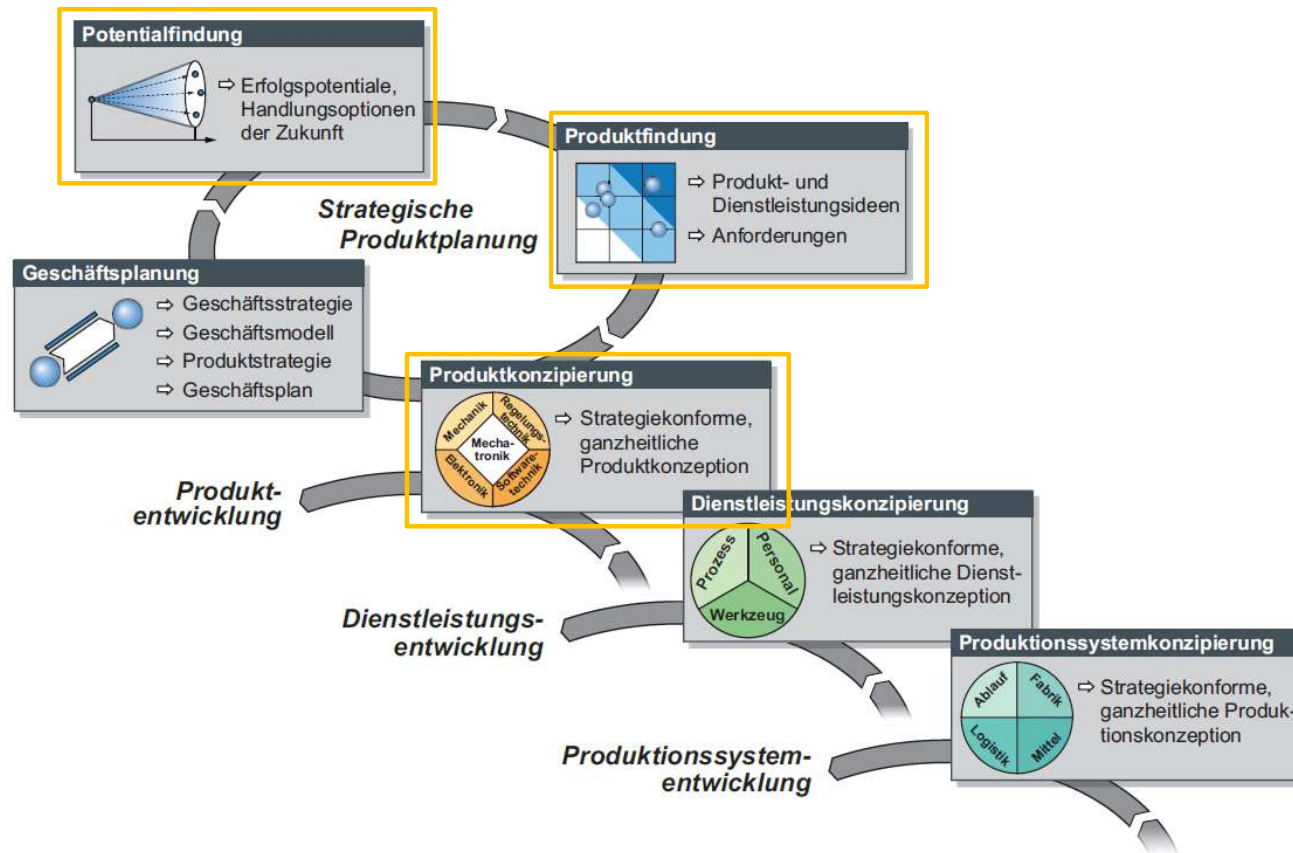 Potentialfindung
⇨ Erfolgspotentiale,
Handlungsoptionen
der Zukunft
Produktfindung
⇨ Produkt- und
Dienstleistungsideen
⇨ Anforderungen
Strategische
Produktplanung
Geschäftsplanung
⇨ Geschäftsstrategie
⇨ Geschäftsmodell
⇨ Produktstrategie
⇨ Geschäftsplan
Produktkonzipierung
Mechanik
Regelungs-
technik
Mecha-
tronik
Elektronik
Software-
technik
⇨ Strategiekonforme,
ganzheitliche
Produktkonzeption
Produkt-
entwicklung
Dienstleistungskonzipierung
Prozess
Personal
Werkzeug
⇨ Strategiekonforme,
ganzheitliche Dienst-
leistungskonzeption
Dienstleistungs-
entwicklung
Produktionssystemkonzipierung
Ablauf
Fabrik
Logistik
Mittel
⇨ Strategiekonforme,
ganzheitliche Produk-
tionskonzeption
Produktionssystem-
entwicklung